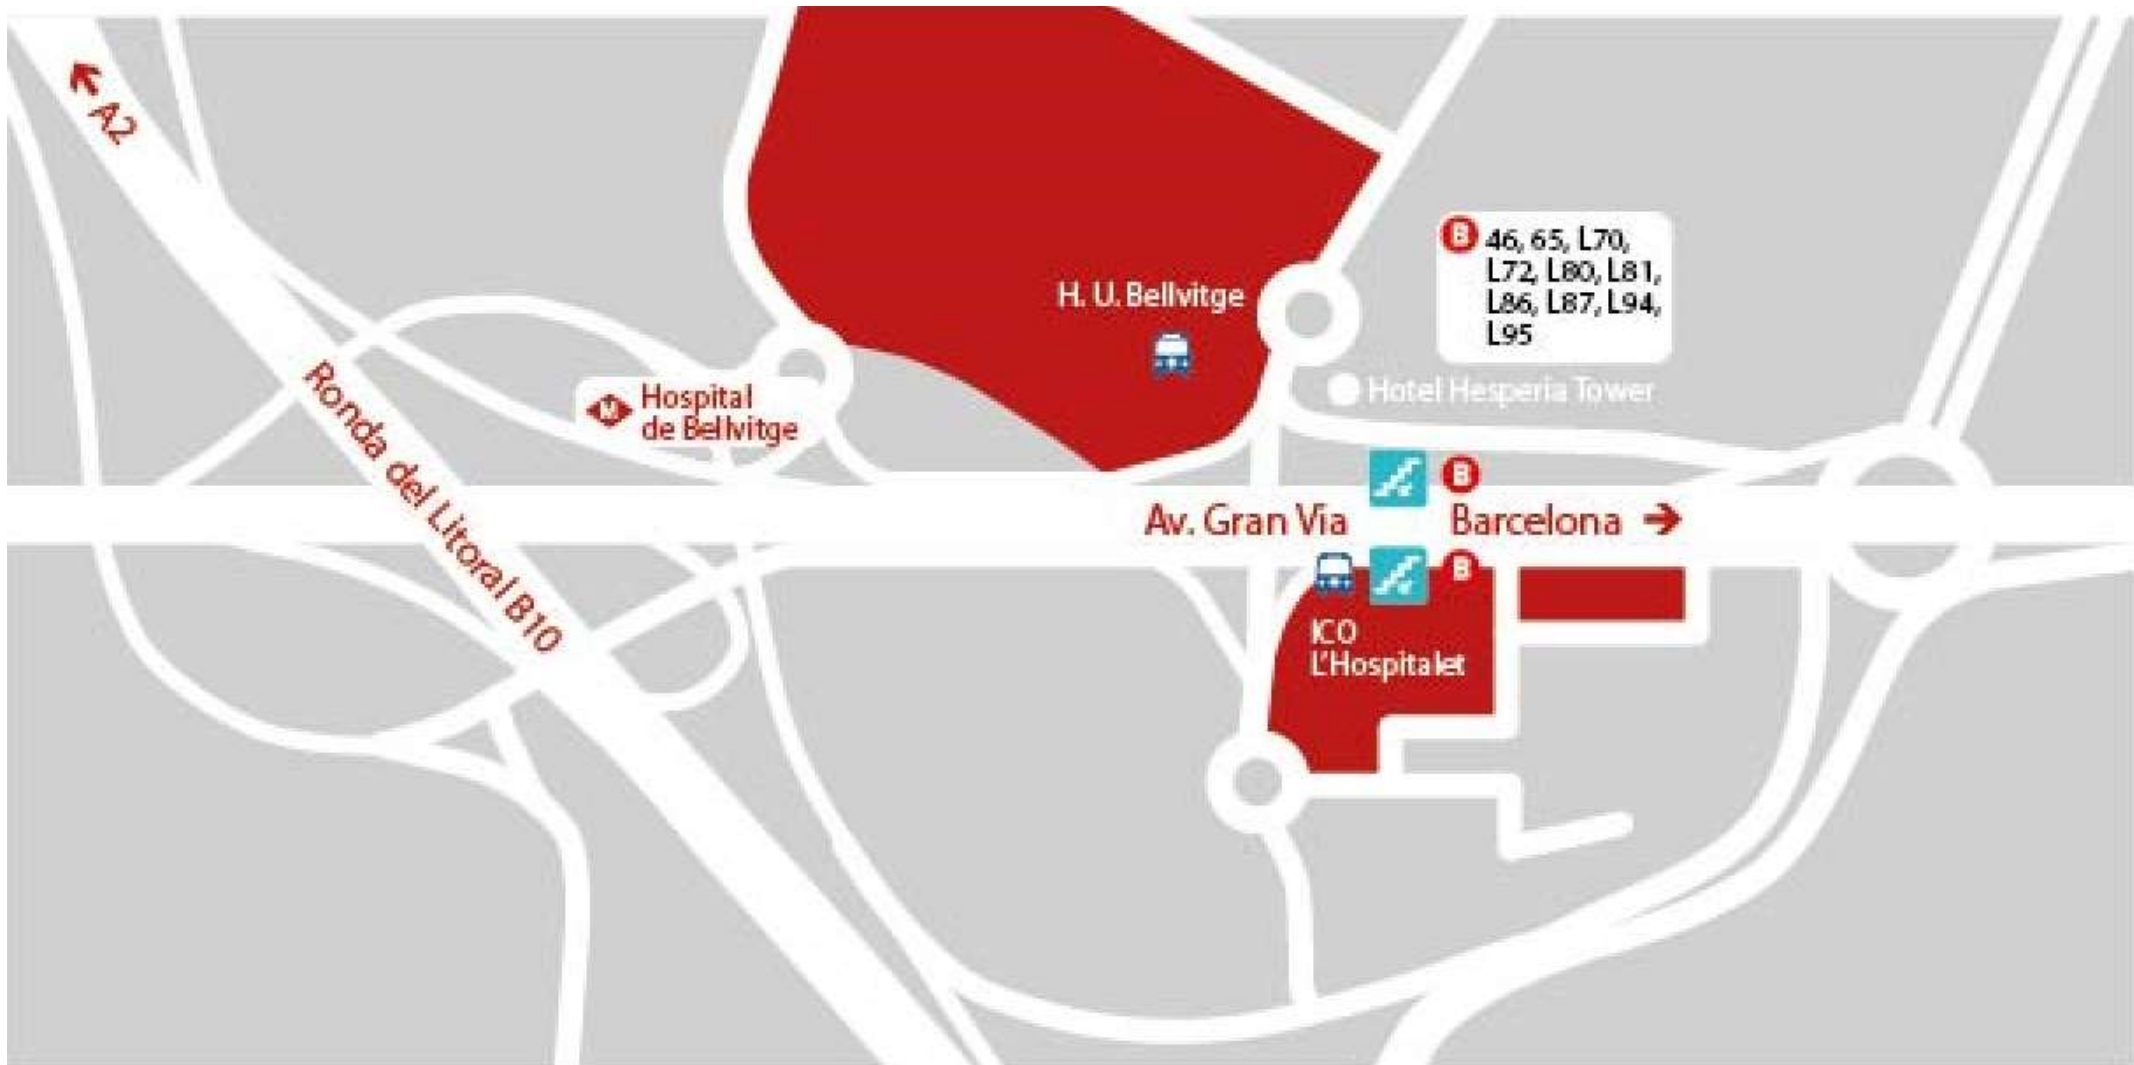 A2
Ronda del Litoral B10
M
Hospital
de Bellvitge
H. U. Bellvitge
B 46, 65, L70,
L72, L80, L81,
L86, L87, L94,
L95
Hotel Hesperia Tower
B
Av. Gran Via
Barcelona
B
ICO
L'Hospitalet